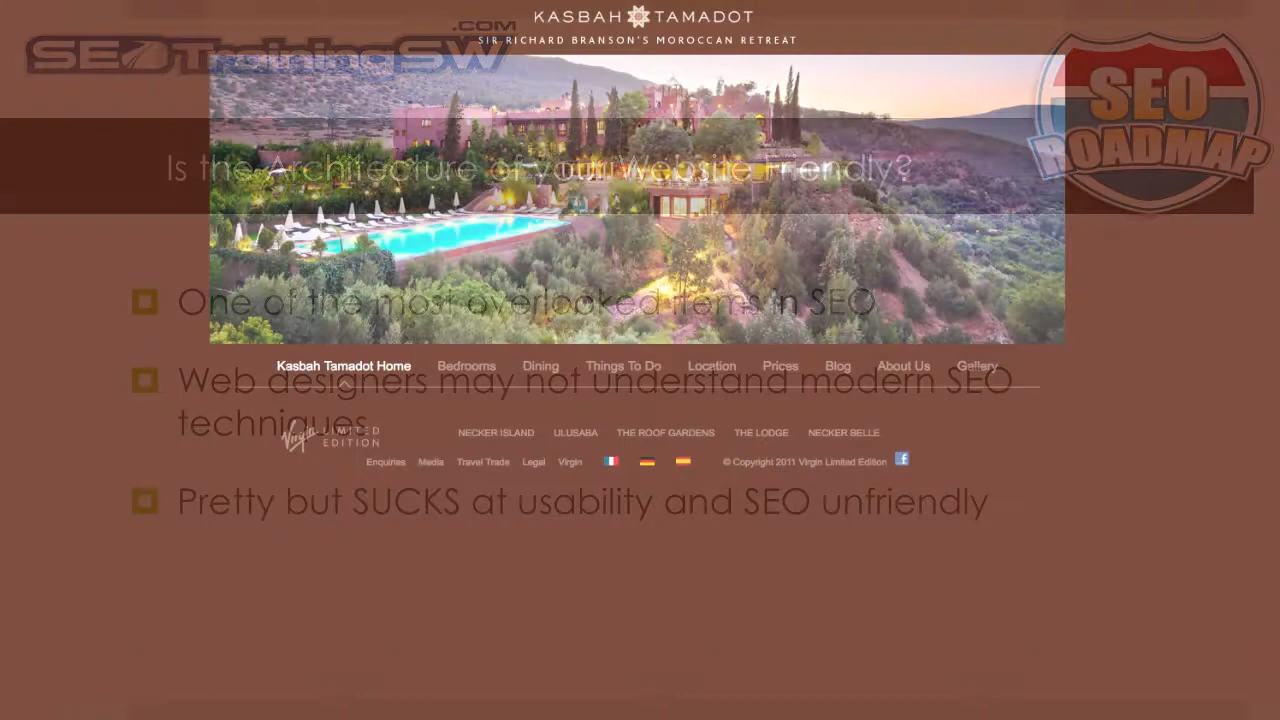 KASBAH TAMADOT
SIR RICHARD BRANSON'S MOROCCAN RETREAT
SEOTrainingSW.COM
SEO
ROADMAP
Is the Architecture of your Website Friendly?
One of the most overlooked items in SEO
Kasbah Tamadot Home Bedrooms Dining Things To Do Location Prices Blog About Us Gallery
Web designers may not understand modern SEO
techniques
Virgin LIMITED EDITION NECKER ISLAND ULUSABA THE ROOF GARDENS THE LODGE NECKER BELLE
Enquiries Media Travel Trade Legal Virgin © Copyright 2011 Virgin Limited Edition
Pretty but SUCKS at usability and SEO unfriendly